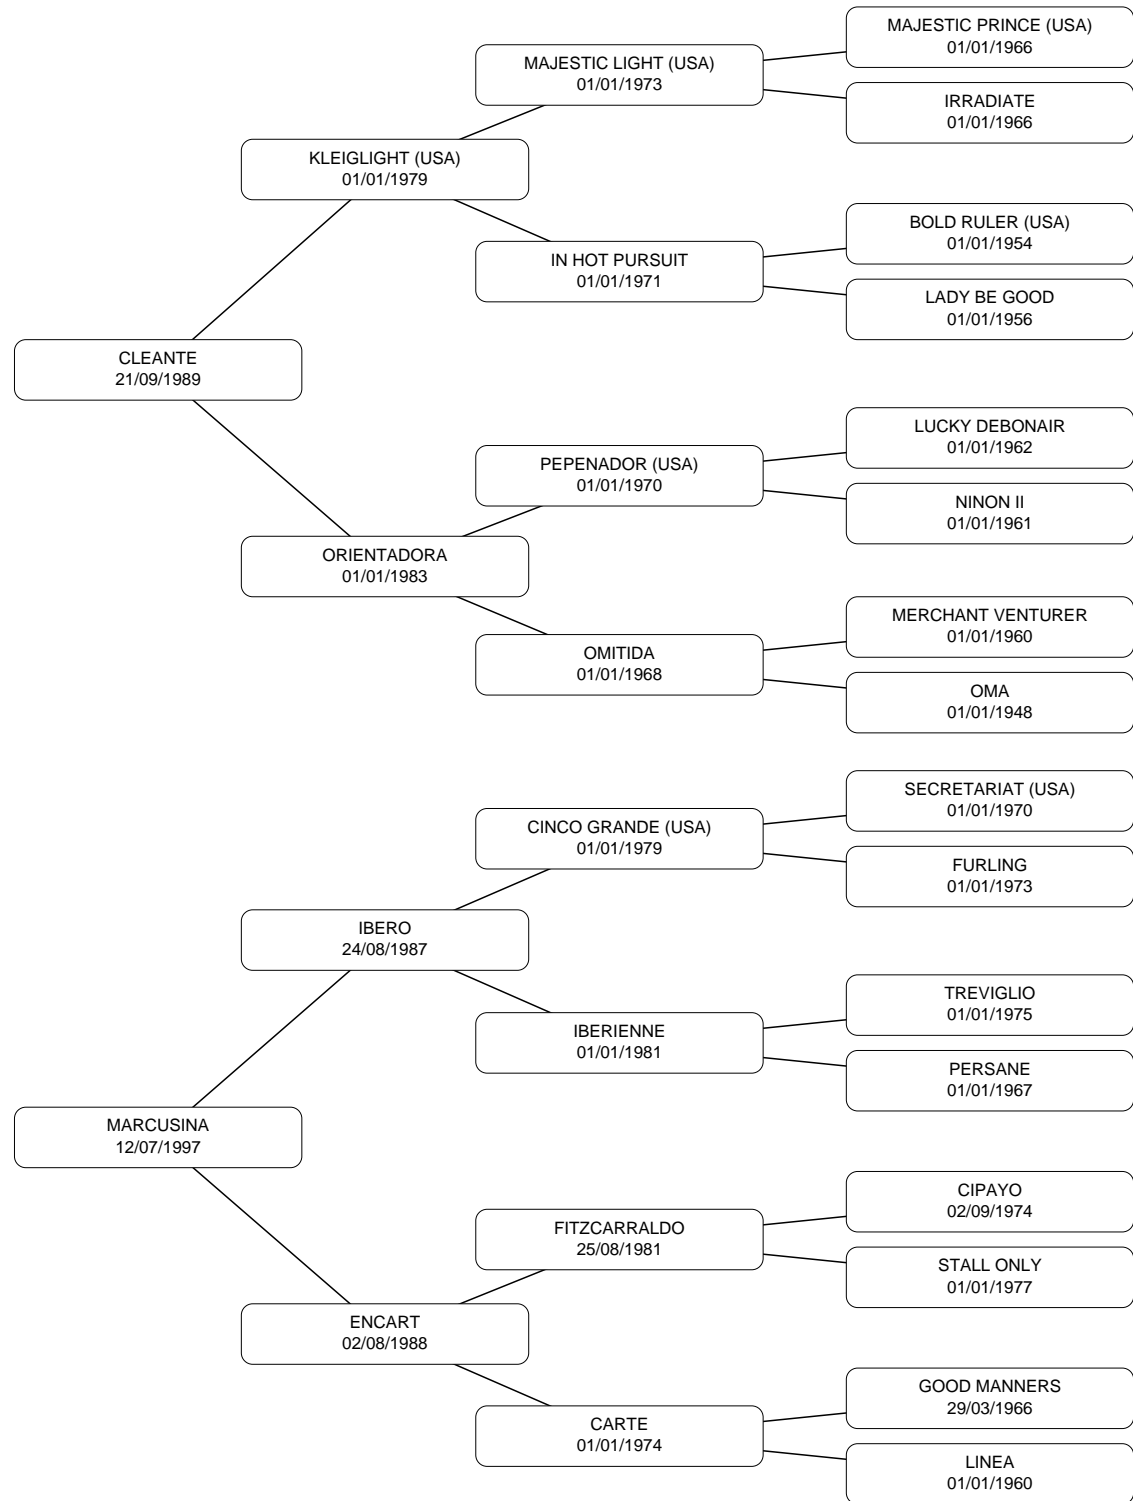 MAJESTIC PRINCE (USA)
01/01/1966
MAJESTIC LIGHT (USA)
01/01/1973
IRRADIATE
01/01/1966
KLEIGLIGHT (USA)
01/01/1979
BOLD RULER (USA)
01/01/1954
IN HOT PURSUIT
01/01/1971
LADY BE GOOD
01/01/1956
CLEANTE
21/09/1989
LUCKY DEBONAIR
01/01/1962
PEPENADOR (USA)
01/01/1970
NINON II
01/01/1961
ORIENTADORA
01/01/1983
MERCHANT VENTURER
01/01/1960
OMITIDA
01/01/1968
OMA
01/01/1948
SECRETARIAT (USA)
01/01/1970
CINCO GRANDE (USA)
01/01/1979
FURLING
01/01/1973
IBERO
24/08/1987
TREVIGLIO
01/01/1975
IBERIENNE
01/01/1981
PERSANE
01/01/1967
MARCUSINA
12/07/1997
CIPAYO
02/09/1974
FITZCARRALDO
25/08/1981
STALL ONLY
01/01/1977
ENCART
02/08/1988
GOOD MANNERS
29/03/1966
CARTE
01/01/1974
LINEA
01/01/1960